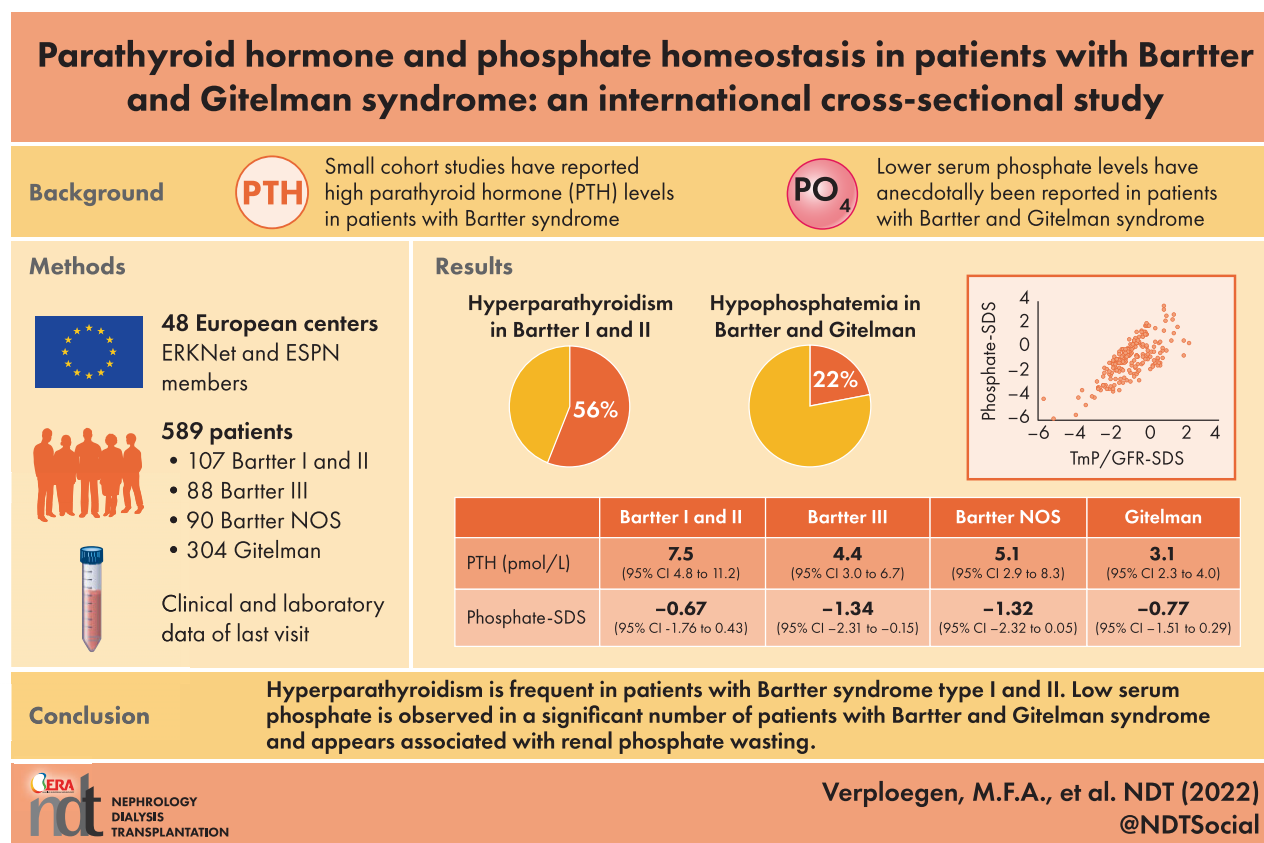 Parathyroid hormone and phosphate homeostasis in patients with Bartter
and Gitelman syndrome: an international cross-sectional study
Background
PTH
Small cohort studies have reported
high parathyroid hormone (PTH) levels
in patients with Bartter syndrome
PO4
Lower serum phosphate levels have
anecdotally been reported in patients
with Bartter and Gitelman syndrome
Methods
48 European centers
ERKNet and ESPN
members
589 patients
• 107 Bartter I and II
• 88 Bartter III
• 90 Bartter NOS
• 304 Gitelman
Clinical and laboratory
data of last visit
Results
Hyperparathyroidism
in Bartter I and II
56%
Hypophosphatemia in
Bartter and Gitelman
22%
Phosphate-SDS
4
2
0
−2
−4
−6
−6 −4 −2 0 2 4
TmP/GFR-SDS
Bartter I and II Bartter III Bartter NOS Gitelman
PTH (pmol/L) 7.5 4.4 5.1 3.1
(95% CI 4.8 to 11.2) (95% CI 3.0 to 6.7) (95% CI 2.9 to 8.3) (95% CI 2.3 to 4.0)
Phosphate-SDS −0.67 −1.34 −1.32 −0.77
(95% CI -1.76 to 0.43) (95% CI −2.31 to −0.15) (95% CI −2.32 to 0.05) (95% CI −1.51 to 0.29)
Conclusion
Hyperparathyroidism is frequent in patients with Bartter syndrome type I and II. Low serum
phosphate is observed in a significant number of patients with Bartter and Gitelman syndrome
and appears associated with renal phosphate wasting.
ERA
ndt
NEPHROLOGY
DIALYSIS
TRANSPLANTATION
Verploegen, M.F.A., et al. NDT (2022)
@NDTSocial